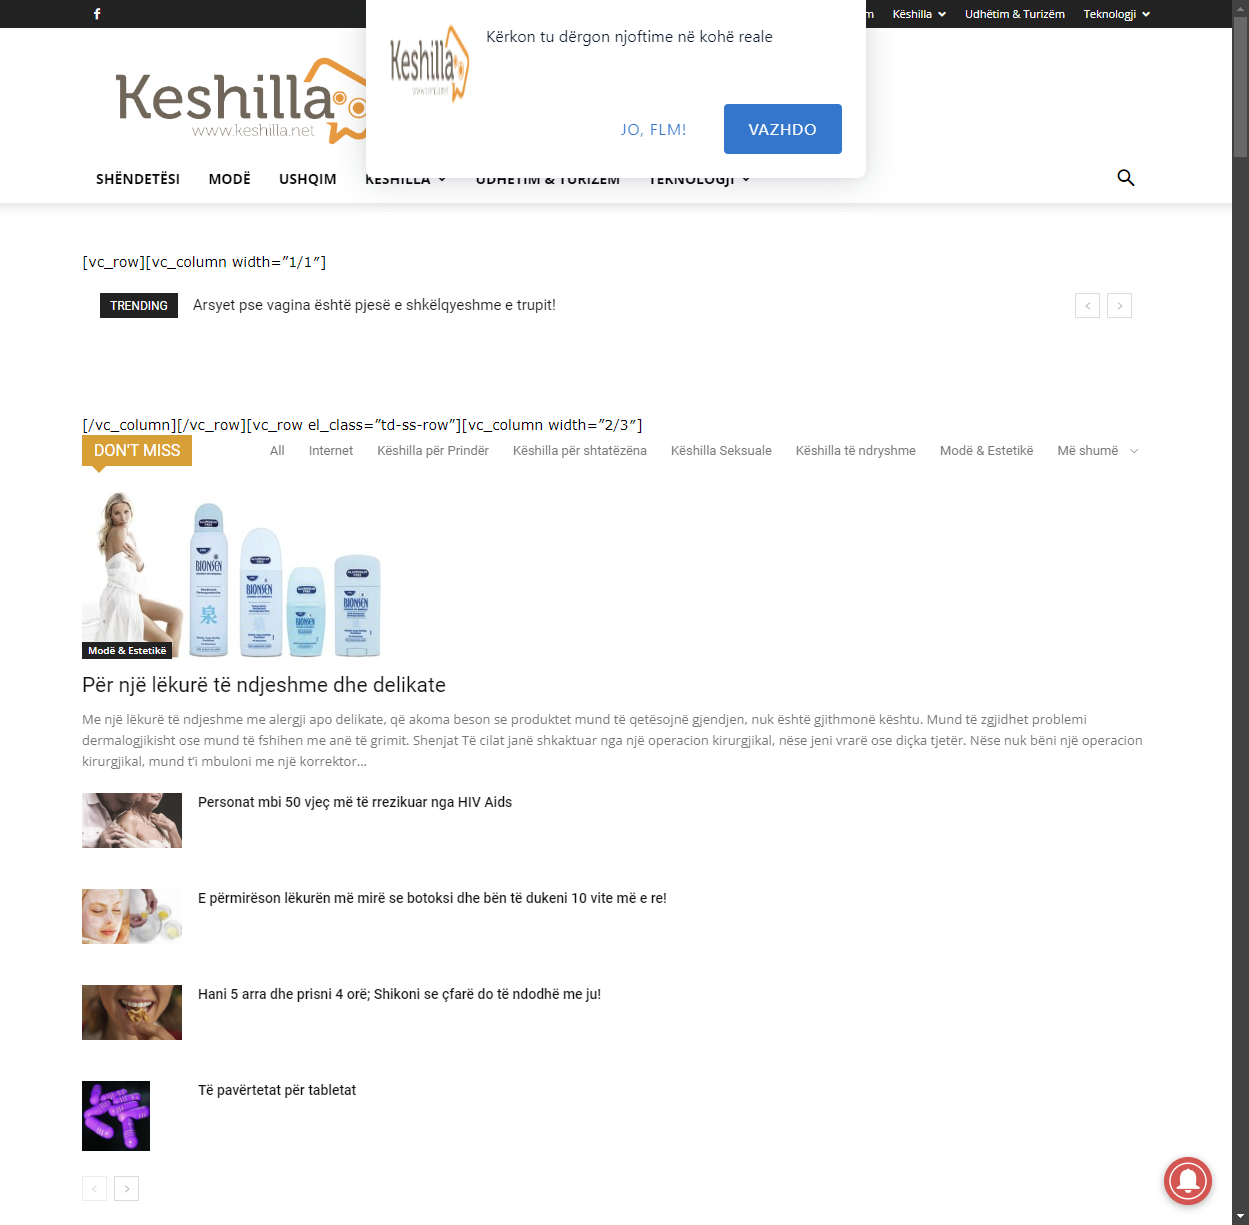 m Këshilla Udhëtim & Turizëm Teknologji
Keshilla
www.keshilla.net
Keshilla
Kërkon tu dërgon njoftime në kohë reale
JO, FLM!
VAZHDO
SHËNDETËSI MODË USHQIM KËSHILLA UDHËTIM & TURIZËM TEKNOLOGJI
[vc_row][vc_column width=”1/1″]
TRENDING Arsyet pse vagina është pjesë e shkëlqyeshme e trupit!
[/vc_column][/vc_row][vc_row el_class=”td-ss-row”][vc_column width=”2/3″]
DON'T MISS All Internet Këshilla për Prindër Këshilla për shtatëzëna Këshilla Seksuale Këshilla të ndryshme Modë & Estetikë Më shumë
BIONSEN
BIONSEN
BIONSEN
BIONSEN
泉
Modë & Estetikë
Për një lëkurë të ndjeshme dhe delikate
Me një lëkurë të ndjeshme me alergji apo delikate, që akoma beson se produktet mund të qetësojnë gjendjen, nuk është gjithmonë kështu. Mund të zgjidhet problemi
dermalogjikisht ose mund të fshihen me anë të grimit. Shenjat Të cilat janë shkaktuar nga një operacion kirurgjikal, nëse jeni vrarë ose diçka tjetër. Nëse nuk bëni një operacion
kirurgjikal, mund t’i mbuloni me një korrektor...
Personat mbi 50 vjeç më të rrezikuar nga HIV Aids
E përmirëson lëkurën më mirë se botoksi dhe bën të dukeni 10 vite më e re!
Hani 5 arra dhe prisni 4 orë; Shikoni se çfarë do të ndodhë me ju!
Të pavërtetat për tabletat